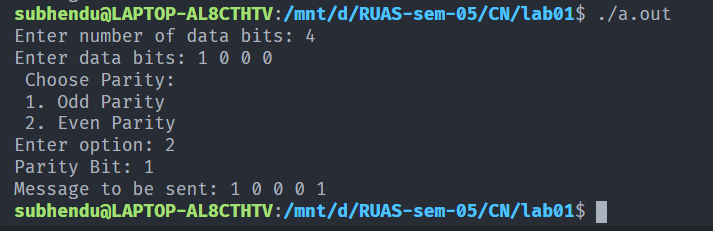 subhendu@LAPTOP-AL8CTHTV:/mnt/d/RUAS-sem-05/CN/lab01$ ./a.out
Enter number of data bits: 4
Enter data bits: 1 0 0 0
 Choose Parity:
 1. Odd Parity
 2. Even Parity
Enter option: 2
Parity Bit: 1
Message to be sent: 1 0 0 0 1
subhendu@LAPTOP-AL8CTHTV:/mnt/d/RUAS-sem-05/CN/lab01$